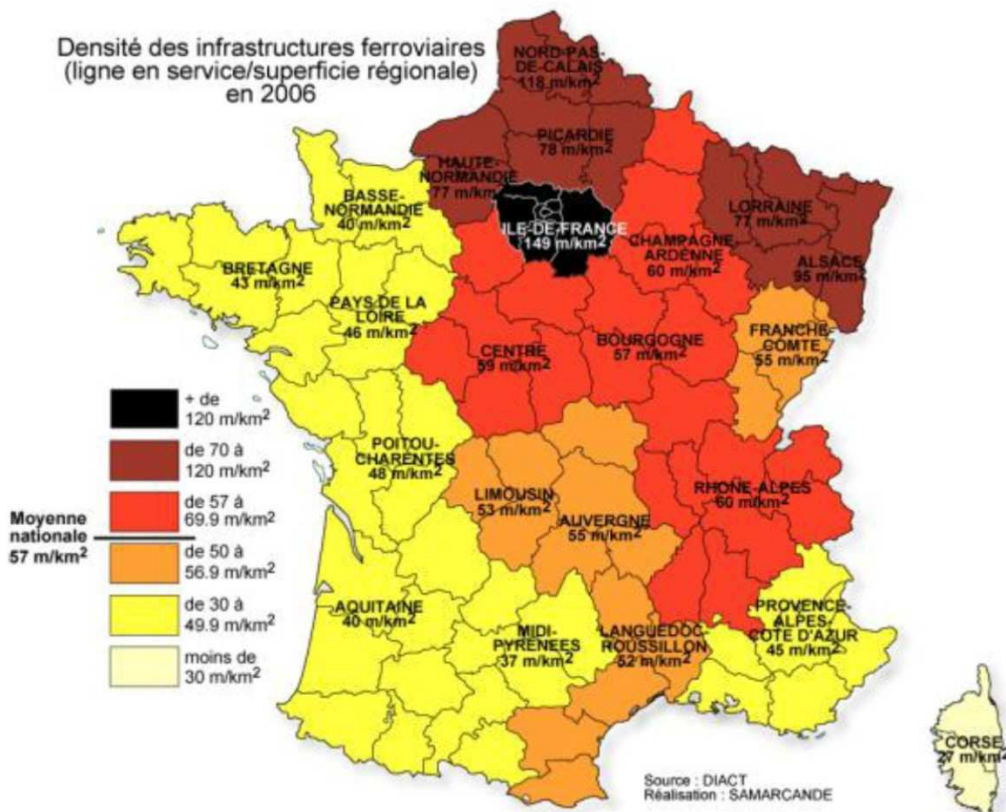 Densité des infrastructures ferroviaires
(ligne en service/superficie régionale)
en 2006
NORD-PAS-
DE-CALAIS
118 m/km²
PICARDIE
78 m/km²
HAUTE-
NORMANDIE
77 m/km
BASSE-
NORMANDIE
40 m/km²
ILE-DE-FRANCE
149 m/km²
CHAMPAGNE-
ARDENNE
60 m/km²
LORRAINE
77 m/km²
ALSACE
95 m/km²
BRETAGNE
43 m/km²
PAYS DE LA
LOIRE
46 m/km²
CENTRE
59 m/km²
BOURGOGNE
57 m/km²
FRANCHE-
COMTE
55 m/km²
+ de
120 m/km²
de 70 à
120 m/km²
de 57 à
69.9 m/km²
Moyenne
nationale
57 m/km²
de 50 à
56.9 m/km²
de 30 à
49.9 m/km²
moins de
30 m/km²
POITOU-
CHARENTES
48 m/km²
LIMOUSIN
53 m/km²
AUVERGNE
55 m/km²
RHONE-ALPES
60 m/km²
AQUITAINE
40 m/km²
MIDI-
PYRENEES
37 m/km²
LANGUEDOC-
ROUSSILLON
52 m/km²
PROVENCE-
ALPES-
COTE D'AZUR
45 m/km²
CORSE
27 m/km²
Source : DIACT
Réalisation : SAMARCANDE